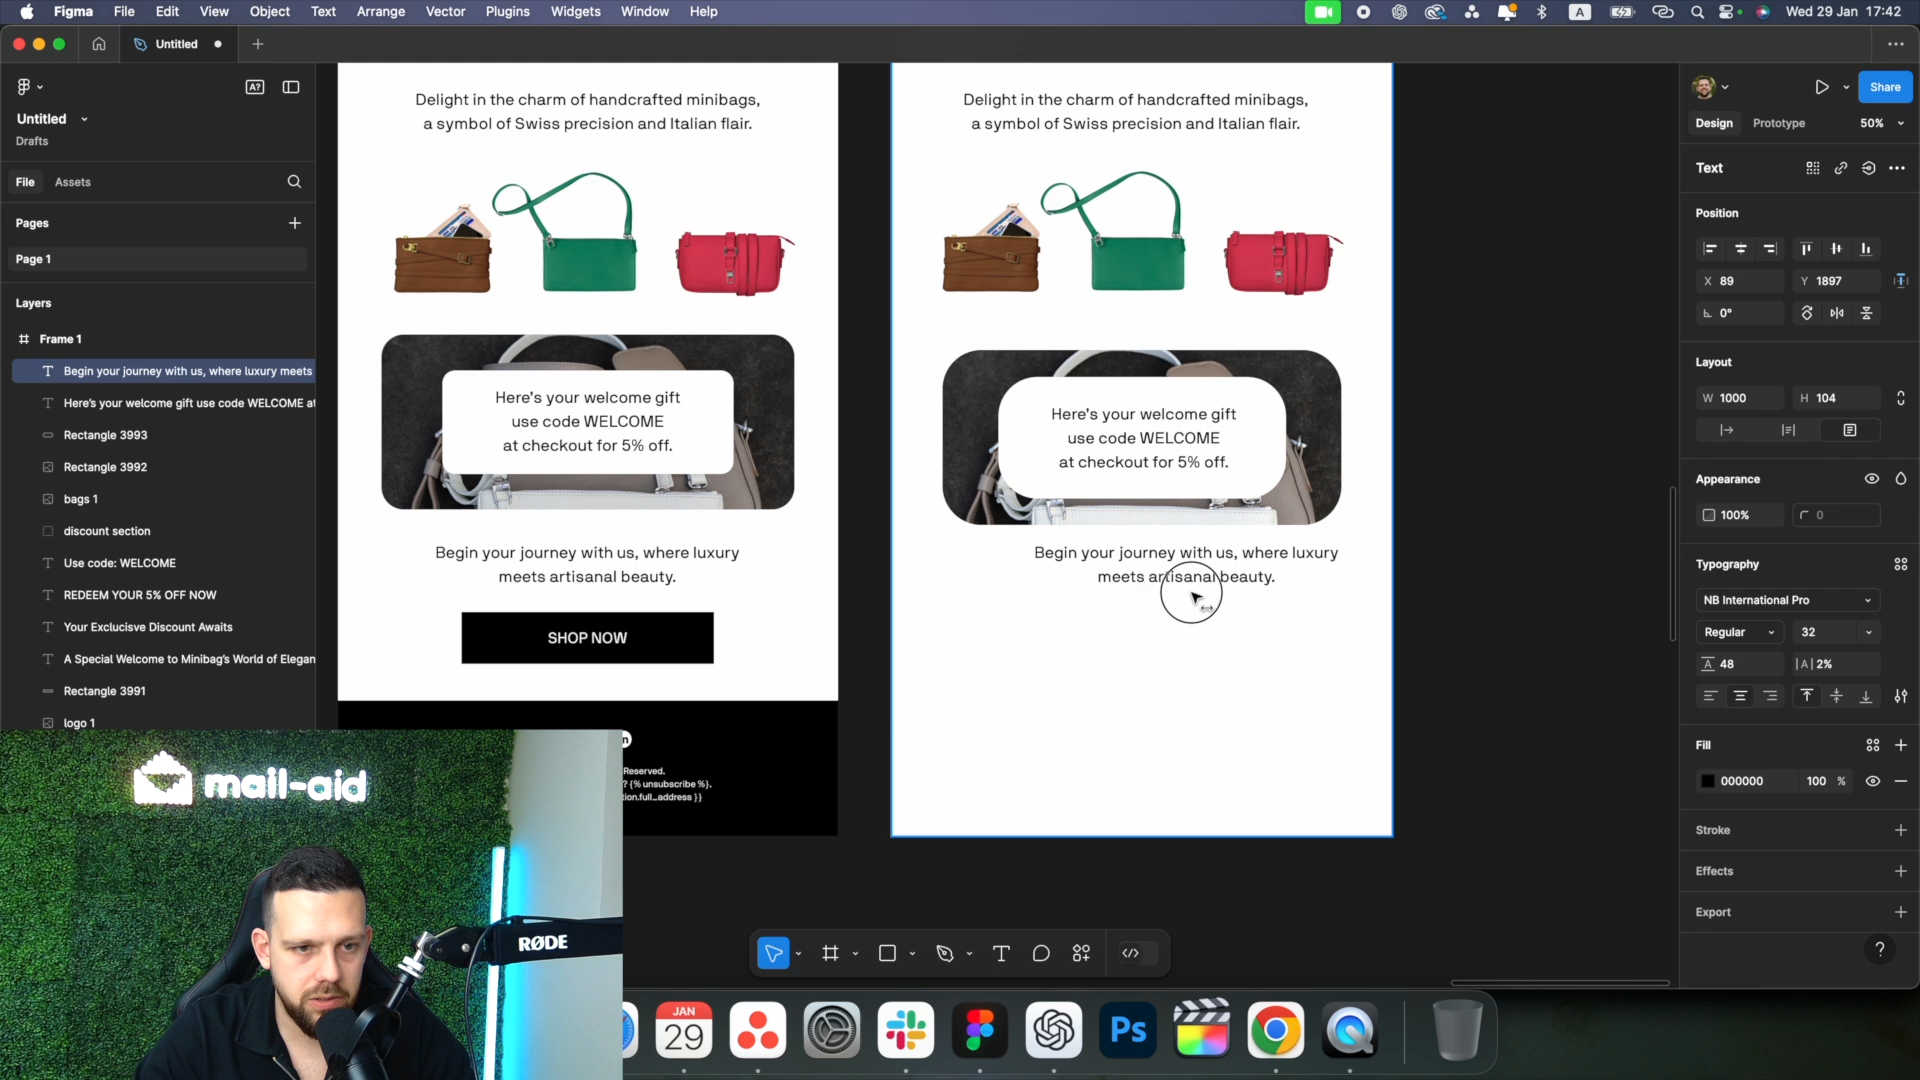 Figma File Edit View Object Text Arrange Vector Plugins Widgets Window Help
A
Wed 29 Jan 17:42
Untitled
Untitled
Drafts
File Assets
Pages
Page 1
Layers
Frame 1
Begin your journey with us, where luxury meets
Here's your welcome gift use code WELCOME at
Rectangle 3993
Rectangle 3992
bags 1
discount section
Use code: WELCOME
REDEEM YOUR 5% OFF NOW
Your Exclucisve Discount Awaits
A Special Welcome to Minibag's World of Elegan
Rectangle 3991
logo 1
Delight in the charm of handcrafted minibags,
a symbol of Swiss precision and Italian flair.
Here's your welcome gift
use code WELCOME
at checkout for 5% off.
Begin your journey with us, where luxury
meets artisanal beauty.
SHOP NOW
Reserved.
? {% unsubscribe %}.
tion.full_address }}
Delight in the charm of handcrafted minibags,
a symbol of Swiss precision and Italian flair.
Here's your welcome gift
use code WELCOME
at checkout for 5% off.
Begin your journey with us, where luxury
meets artisanal beauty.
Share
Design Prototype 50%
Text
Position
X 89 Y 1897
0°
Layout
W 1000 H 104
Appearance
100% 0
Typography
NB International Pro
Regular 32
A 48 |A| 2%
Fill
000000 100 %
Stroke
Effects
Export
?
mail-aid
RØDE
JAN
29
Ps